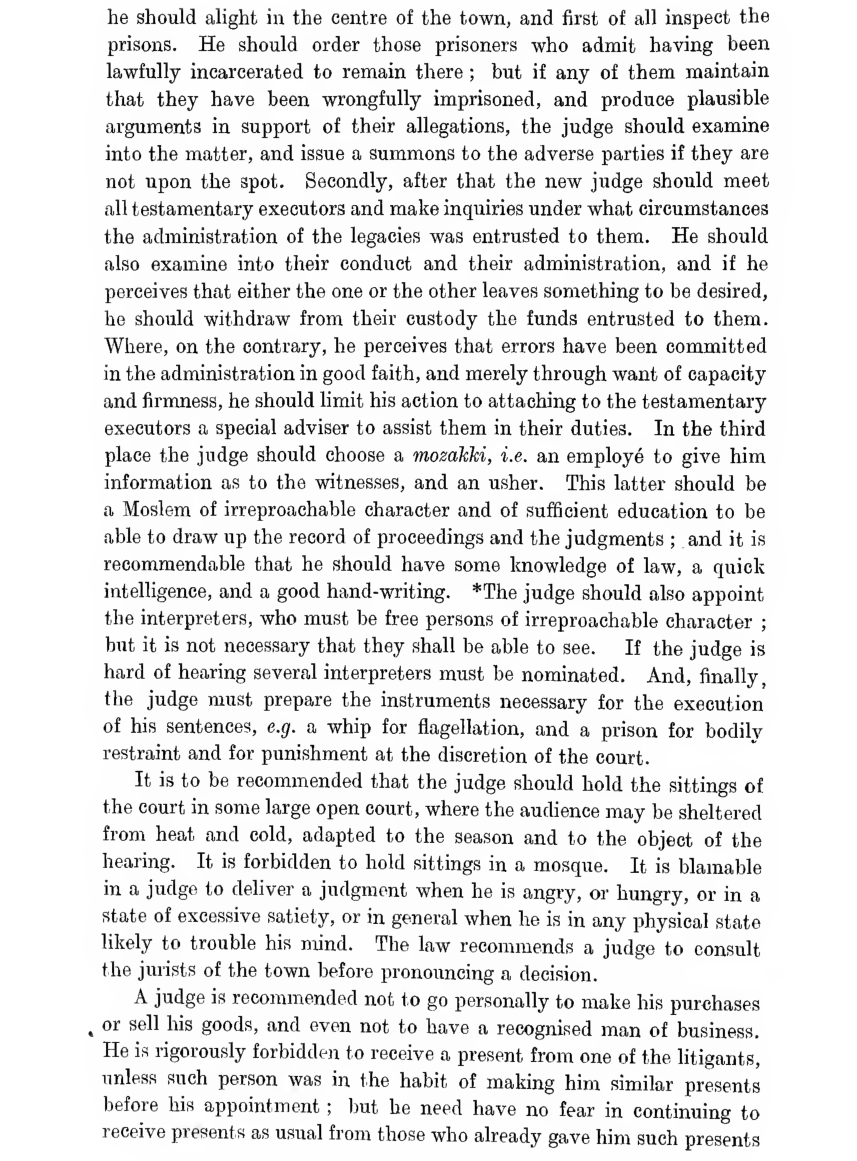 he should alight in the centre of the town, and first of all inspect the
prisons. He should order those prisoners who admit having been
lawfully incarcerated to remain there ; but if any of them maintain
that they have been wrongfully imprisoned, and produce plausible
arguments in support of their allegations, the judge should examine
into the matter, and issue a summons to the adverse parties if they are
not upon the spot. Secondly, after that the new judge should meet
all testamentary executors and make inquiries under what circumstances
the administration of the legacies was entrusted to them. He should
also examine into their conduct and their administration, and if he
perceives that either the one or the other leaves something to be desired,
he should withdraw from their custody the funds entrusted to them.
Where, on the contrary, he perceives that errors have been committed
in the administration in good faith, and merely through want of capacity
and firmness, he should limit his action to attaching to the testamentary
executors a special adviser to assist them in their duties. In the third
place the judge should choose a mozakki, i.e. an employé to give him
information as to the witnesses, and an usher. This latter should be
a Moslem of irreproachable character and of sufficient education to be
able to draw up the record of proceedings and the judgments ; and it is
recommendable that he should have some knowledge of law, a quick
intelligence, and a good hand-writing. *The judge should also appoint
the interpreters, who must be free persons of irreproachable character ;
but it is not necessary that they shall be able to see. If the judge is
hard of hearing several interpreters must be nominated. And, finally,
the judge must prepare the instruments necessary for the execution
of his sentences, e.g. a whip for flagellation, and a prison for bodily
restraint and for punishment at the discretion of the court.
It is to be recommended that the judge should hold the sittings of
the court in some large open court, where the audience may be sheltered
from heat and cold, adapted to the season and to the object of the
hearing. It is forbidden to hold sittings in a mosque. It is blamable
in a judge to deliver a judgment when he is angry, or hungry, or in a
state of excessive satiety, or in general when he is in any physical state
likely to trouble his mind. The law recommends a judge to consult
the jurists of the town before pronouncing a decision.
A judge is recommended not to go personally to make his purchases
or sell his goods, and even not to have a recognised man of business.
He is rigorously forbidden to receive a present from one of the litigants,
unless such person was in the habit of making him similar presents
before his appointment ; but he need have no fear in continuing to
receive presents as usual from those who already gave him such presents